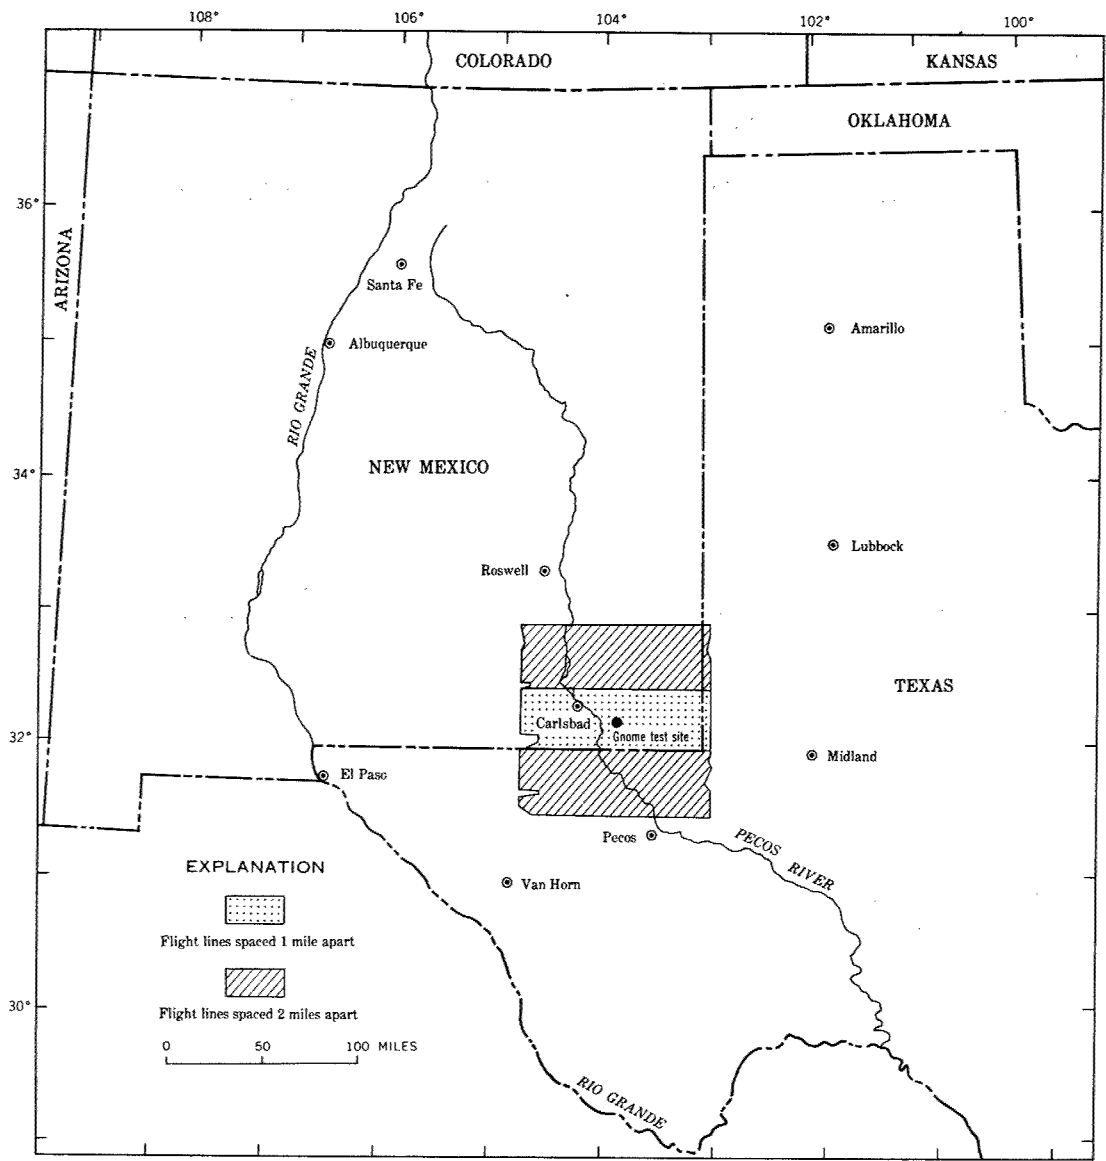 108° 106° 104° 102° 100°
COLORADO
KANSAS
OKLAHOMA
36°
ARIZONA
Santa Fe
Amarillo
Albuquerque
RIO GRANDE
34°
NEW MEXICO
Lubbock
Roswell
TEXAS
Carlsbad
Gnome test site
32°
Midland
El Paso
Pecos
PECOS RIVER
EXPLANATION
Van Horn
Flight lines spaced 1 mile apart
30°
Flight lines spaced 2 miles apart
0 50 100 MILES
RIO GRANDE